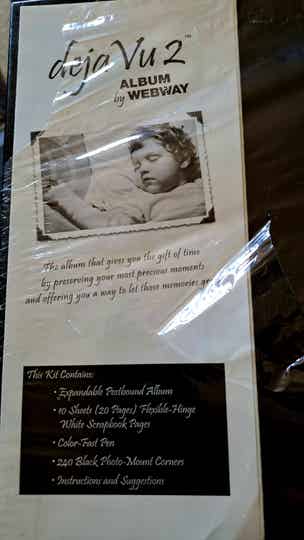 deja Vu 2™
ALBUM
by WEBWAY
The album that gives you the gift of time
by preserving your most precious moments
and offering you a way to let those memories
This Kit Contains:
• Expandable Postbound Album
• 10 Sheets (20 Pages) Flexible-Hinge
White Scrapbook Pages
• Color-Fast Pen
• 240 Black Photo-Mount Corners
• Instructions and Suggestions